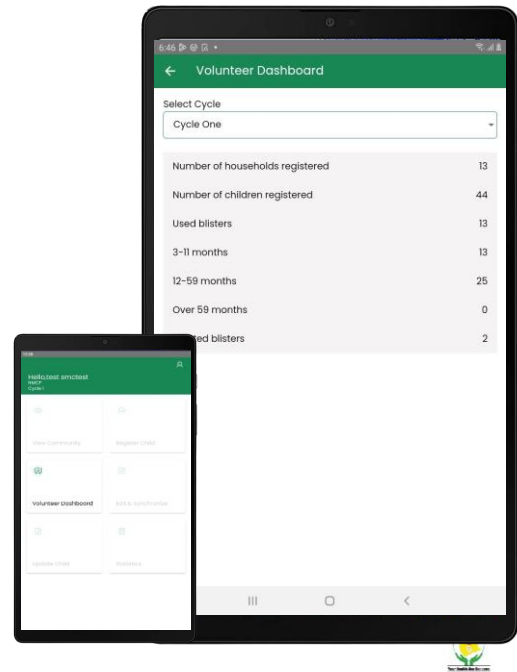 6:46
Volunteer Dashboard
Select Cycle
Cycle One
Number of households registered 13
Number of children registered 44
Used blisters 13
3-11 months 13
12-59 months 25
Over 59 months 0
ed blisters 2
Hello,test smctest
NMCP
Cycle 1
View Community
Register Child
Volunteer Dashboard
Edit & Synchronize
Update Child
Statistics